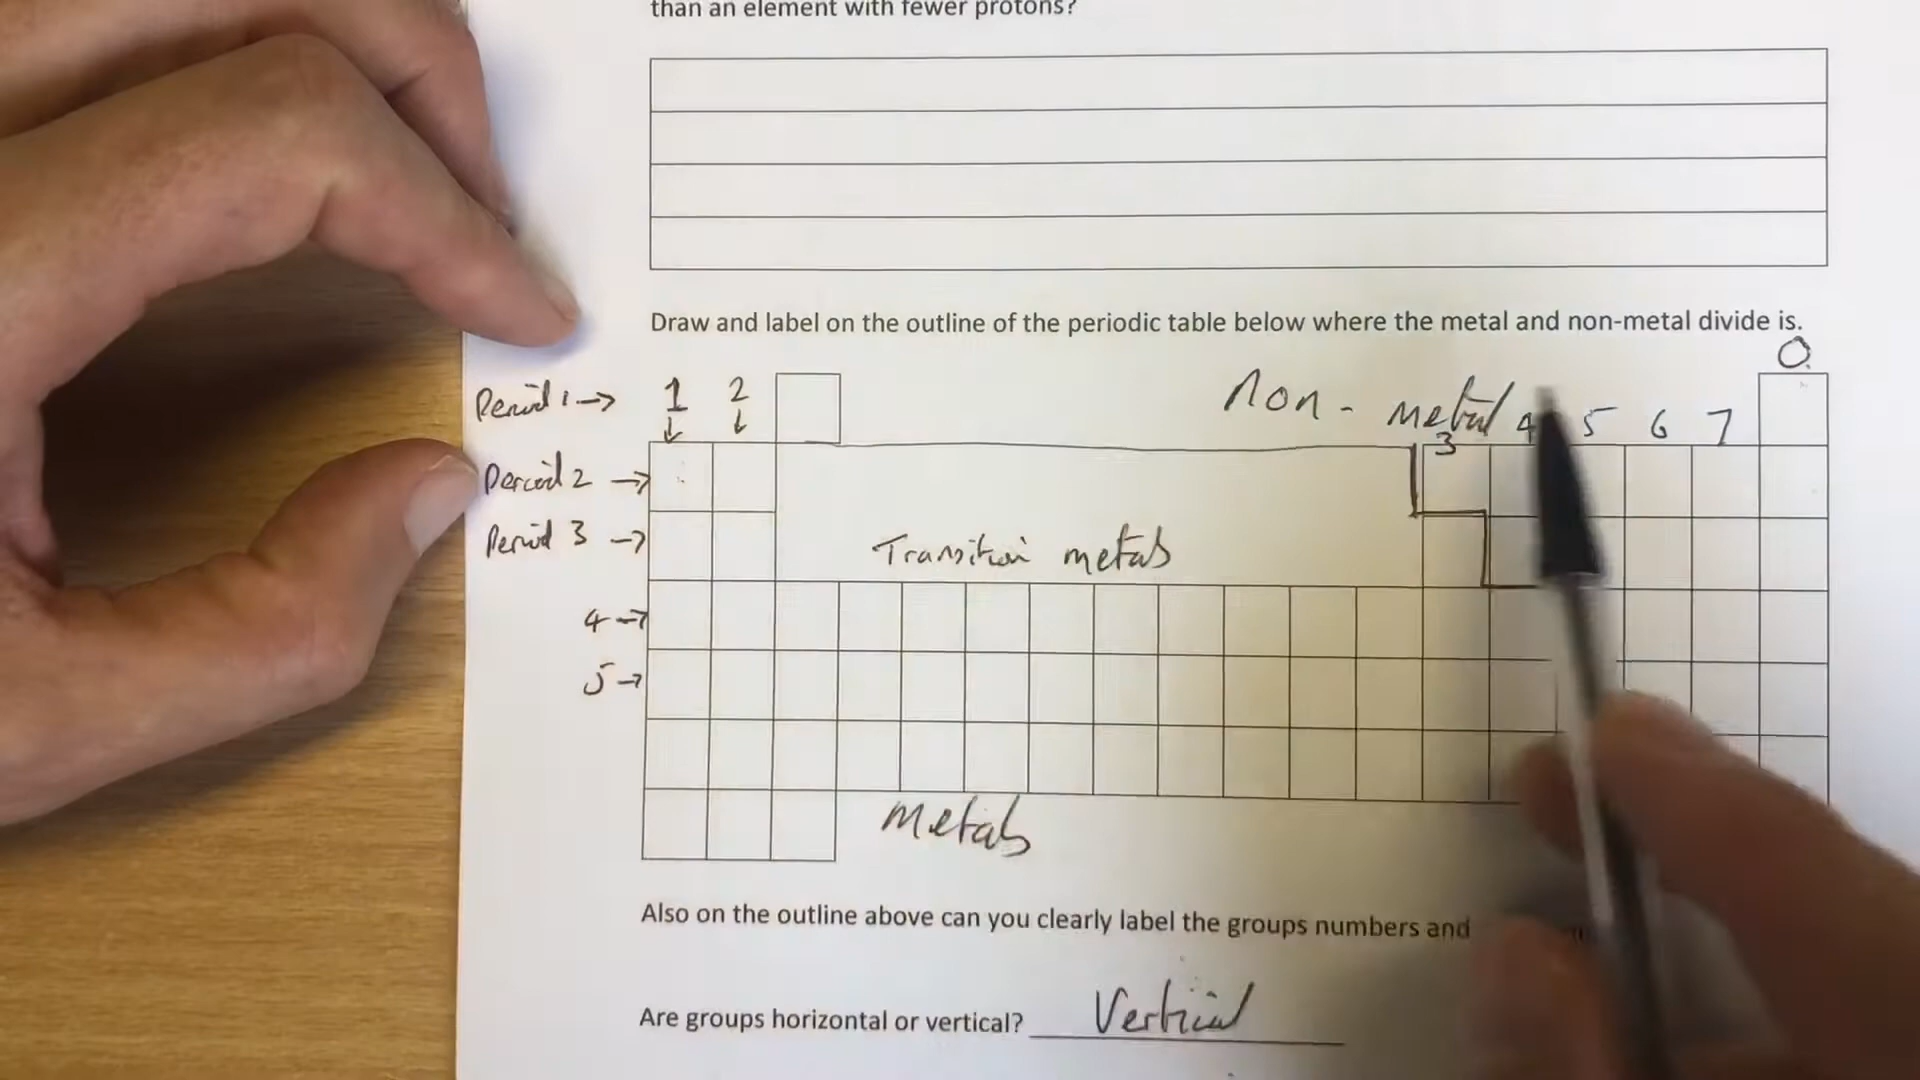 than an element with fewer protons?
Draw and label on the outline of the periodic table below where the metal and non-metal divide is.
0
Period 1 → 1 2 Non - metal 4 5 6 7
3
Period 2 →
Period 3 → Transition metals
4 →
5 →
Metals
Also on the outline above can you clearly label the groups numbers and
Are groups horizontal or vertical? Vertical